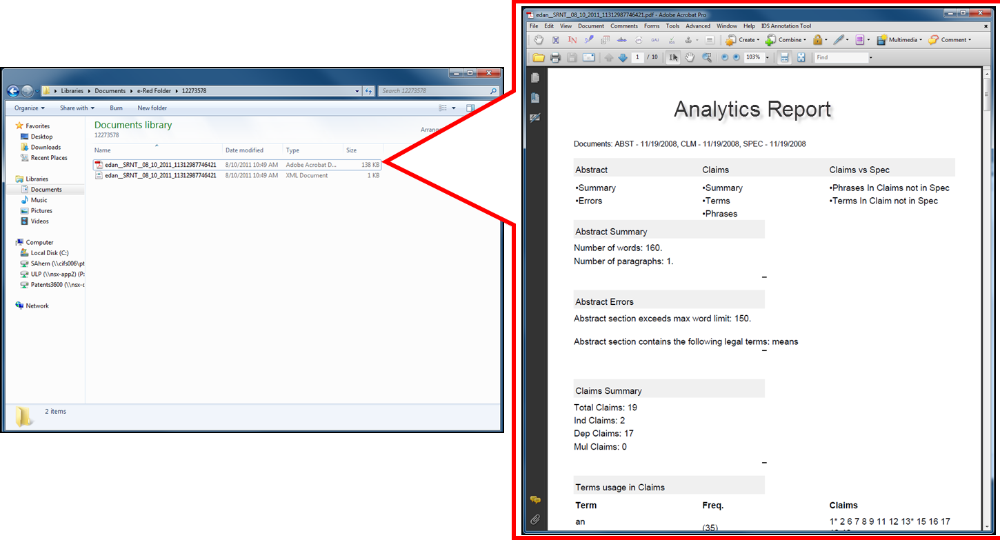 Libraries Documents e-Red Folder 12273578
Search 12273578
Organize Share with Burn New folder
Favorites
Desktop
Downloads
Recent Places
Libraries
Documents
Music
Pictures
Videos
Computer
Local Disk (C:)
SAhern (\\cifs006\pt
ULP (\\nsx-app2) (P:
Patents3600 (\\nsx-c
Network
Documents library
12273578
Arrang
Name Date modified Type Size
edan__SRNT__08_10_2011_11312987746421 8/10/2011 10:49 AM Adobe Acrobat D... 138 KB
edan__SRNT__08_10_2011_11312987746421 8/10/2011 10:49 AM XML Document 1 KB
2 items
edan__SRNT__08_10_2011_11312987746421.pdf - Adobe Acrobat Pro
File Edit View Document Comments Forms Tools Advanced Window Help IDS Annotation Tool
Create Combine Multimedia Comment
1 / 10 103% Find
Analytics Report
Documents: ABST - 11/19/2008, CLM - 11/19/2008, SPEC - 11/19/2008
Abstract Claims Claims vs Spec
•Summary •Summary •Phrases In Claims not in Spec
•Errors •Terms •Terms In Claim not in Spec
•Phrases
Abstract Summary
Number of words: 160.
Number of paragraphs: 1.
Abstract Errors
Abstract section exceeds max word limit: 150.
Abstract section contains the following legal terms: means
Claims Summary
Total Claims: 19
Ind Claims: 2
Dep Claims: 17
Mul Claims: 0
Terms usage in Claims
Term Freq. Claims
an (35) 1* 2 6 7 8 9 11 12 13* 15 16 17